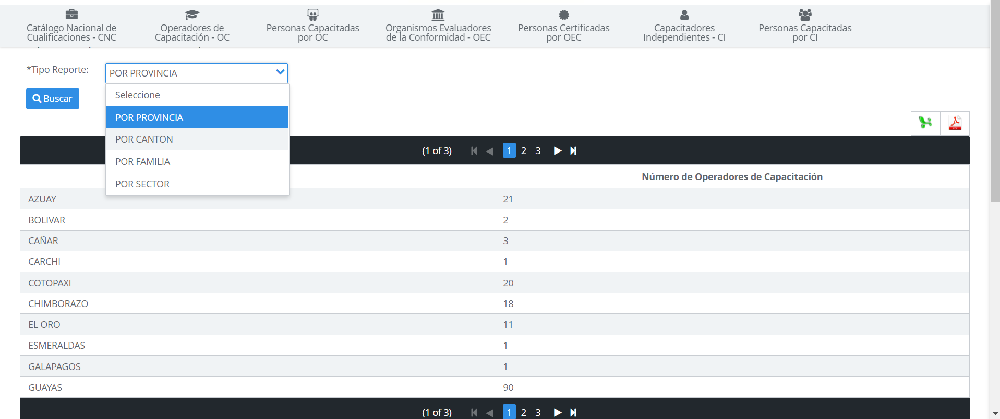 Catálogo Nacional de
Cualificaciones - CNC
Operadores de
Capacitación - OC
Personas Capacitadas
por OC
Organismos Evaluadores
de la Conformidad - OEC
Personas Certificadas
por OEC
Capacitadores
Independientes - CI
Personas Capacitadas
por CI
*Tipo Reporte:
POR PROVINCIA
Seleccione
POR PROVINCIA
POR CANTON
POR FAMILIA
POR SECTOR
Buscar
(1 of 3) 1 2 3
Número de Operadores de Capacitación
AZUAY 21
BOLIVAR 2
CAÑAR 3
CARCHI 1
COTOPAXI 20
CHIMBORAZO 18
EL ORO 11
ESMERALDAS 1
GALAPAGOS 1
GUAYAS 90
(1 of 3) 1 2 3